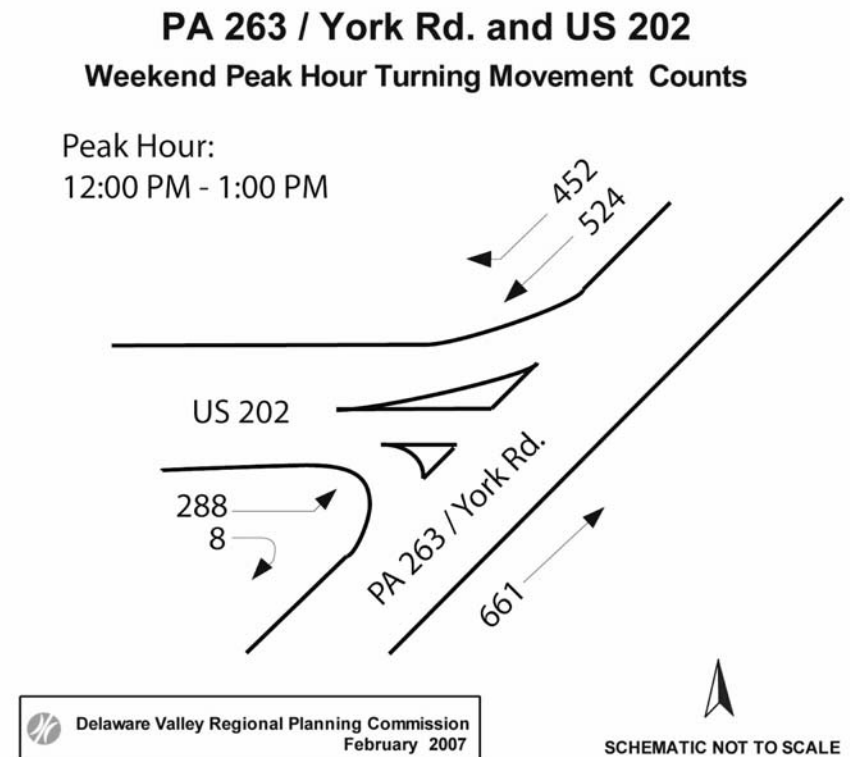 PA 263 / York Rd. and US 202
Weekend Peak Hour Turning Movement Counts
Peak Hour:
12:00 PM - 1:00 PM
452
524
US 202
288
8
PA 263 / York Rd.
661
Delaware Valley Regional Planning Commission
February 2007
SCHEMATIC NOT TO SCALE